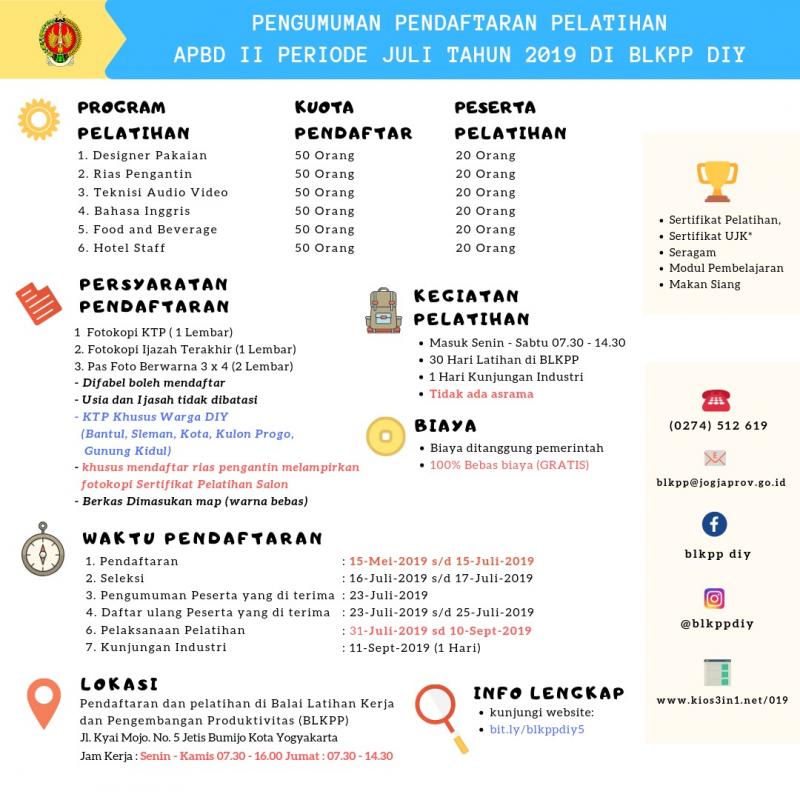 PENGUMUMAN PENDAFTARAN PELATIHAN
APBD II PERIODE JULI TAHUN 2019 DI BLKPP DIY
PROGRAM PELATIHAN
KUOTA PENDAFTAR
PESERTA PELATIHAN
1. Designer Pakaian 50 Orang 20 Orang
2. Rias Pengantin 50 Orang 20 Orang
3. Teknisi Audio Video 50 Orang 20 Orang
4. Bahasa Inggris 50 Orang 20 Orang
5. Food and Beverage 50 Orang 20 Orang
6. Hotel Staff 50 Orang 20 Orang
• Sertifikat Pelatihan,
• Sertifikat UJK*
• Seragam
• Modul Pembelajaran
• Makan Siang
PERSYARATAN
PENDAFTARAN
1 Fotokopi KTP ( 1 Lembar)
2. Fotokopi Ijazah Terakhir (1 Lembar)
3. Pas Foto Berwarna 3 x 4 (2 Lembar)
- Difabel boleh mendaftar
- Usia dan Ijasah tidak dibatasi
- KTP Khusus Warga DIY
(Bantul, Sleman, Kota, Kulon Progo,
Gunung Kidul)
- khusus mendaftar rias pengantin melampirkan
fotokopi Sertifikat Pelatihan Salon
- Berkas Dimasukan map (warna bebas)
KEGIATAN
PELATIHAN
• Masuk Senin - Sabtu 07.30 - 14.30
• 30 Hari Latihan di BLKPP
• 1 Hari Kunjungan Industri
• Tidak ada asrama
BIAYA
• Biaya ditanggung pemerintah
• 100% Bebas biaya (GRATIS)
(0274) 512 619
blkpp@jogjaprov.go.id
blkpp diy
@blkppdiy
www.kios3in1.net/019
WAKTU PENDAFTARAN
1. Pendaftaran : 15-Mei-2019 s/d 15-Juli-2019
2. Seleksi : 16-Juli-2019 s/d 17-Juli-2019
3. Pengumuman Peserta yang di terima : 23-Juli-2019
4. Daftar ulang Peserta yang di terima : 23-Juli-2019 s/d 25-Juli-2019
6. Pelaksanaan Pelatihan : 31-Juli-2019 sd 10-Sept-2019
7. Kunjungan Industri : 11-Sept-2019 (1 Hari)
LOKASI
Pendaftaran dan pelatihan di Balai Latihan Kerja
dan Pengembangan Produktivitas (BLKPP)
Jl. Kyai Mojo. No. 5 Jetis Bumijo Kota Yogyakarta
Jam Kerja : Senin - Kamis 07.30 - 16.00 Jumat : 07.30 - 14.30
INFO LENGKAP
• kunjungi website:
• bit.ly/blkppdiy5